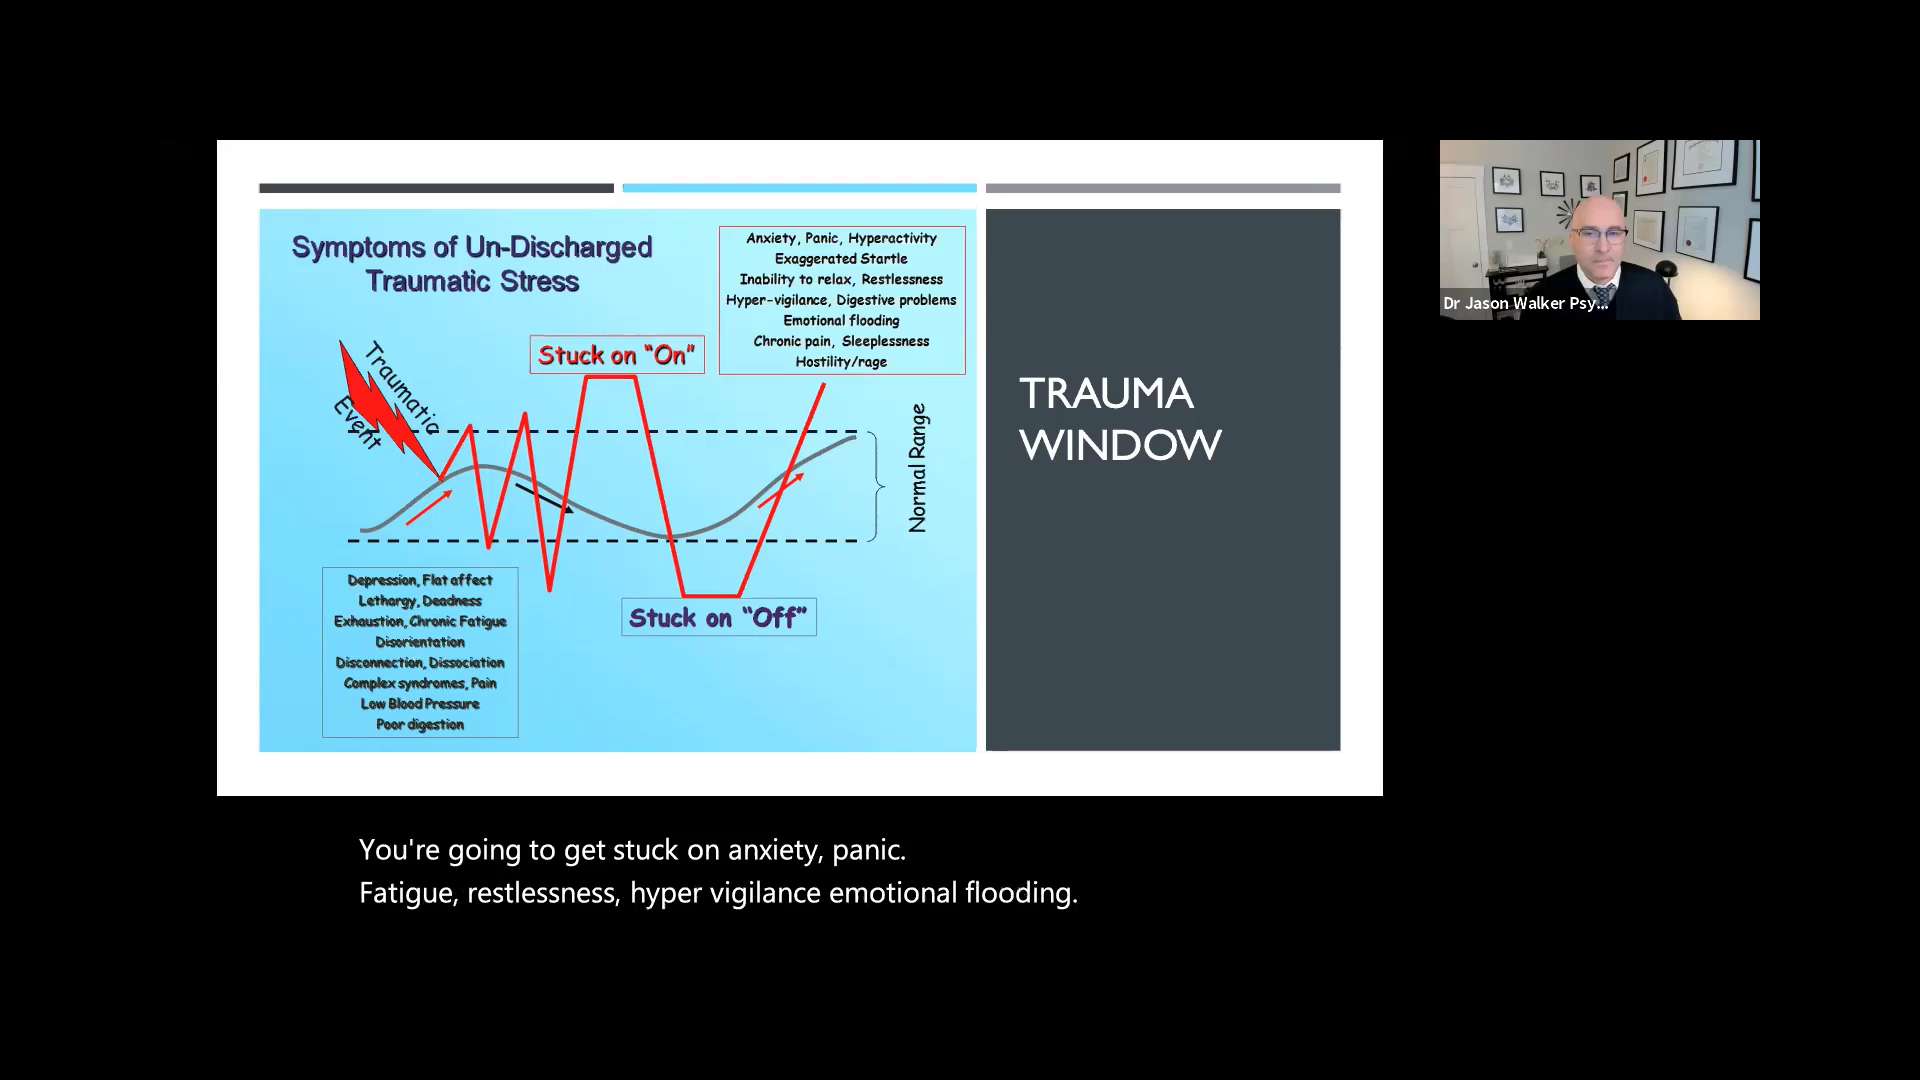 Symptoms of Un-Discharged
Traumatic Stress
Anxiety, Panic, Hyperactivity
Exaggerated Startle
Inability to relax, Restlessness
Hyper-vigilance, Digestive problems
Emotional flooding
Chronic pain, Sleeplessness
Hostility/rage
Stuck on “On”
Traumatic
Event
Normal Range
Stuck on “Off”
Depression, Flat affect
Lethargy, Deadness
Exhaustion, Chronic Fatigue
Disorientation
Disconnection, Dissociation
Complex syndromes, Pain
Low Blood Pressure
Poor digestion
TRAUMA
WINDOW
Dr Jason Walker Psy...
You're going to get stuck on anxiety, panic.
Fatigue, restlessness, hyper vigilance emotional flooding.